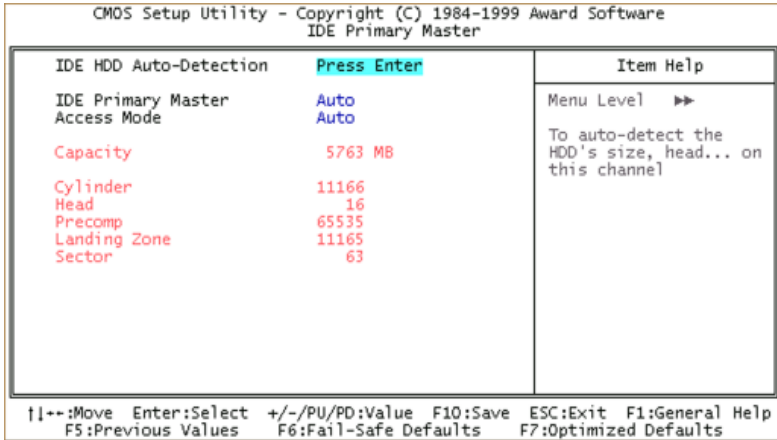 CMOS Setup Utility - Copyright (C) 1984-1999 Award Software
IDE Primary Master
IDE HDD Auto-Detection Press Enter
IDE Primary Master Auto
Access Mode Auto
Capacity 5763 MB
Cylinder 11166
Head 16
Precomp 65535
Landing Zone 11165
Sector 63
Item Help
Menu Level ▸▸
To auto-detect the
HDD's size, head... on
this channel
↑↓→←:Move Enter:Select +/-/PU/PD:Value F10:Save ESC:Exit F1:General Help
F5:Previous Values F6:Fail-Safe Defaults F7:Optimized Defaults